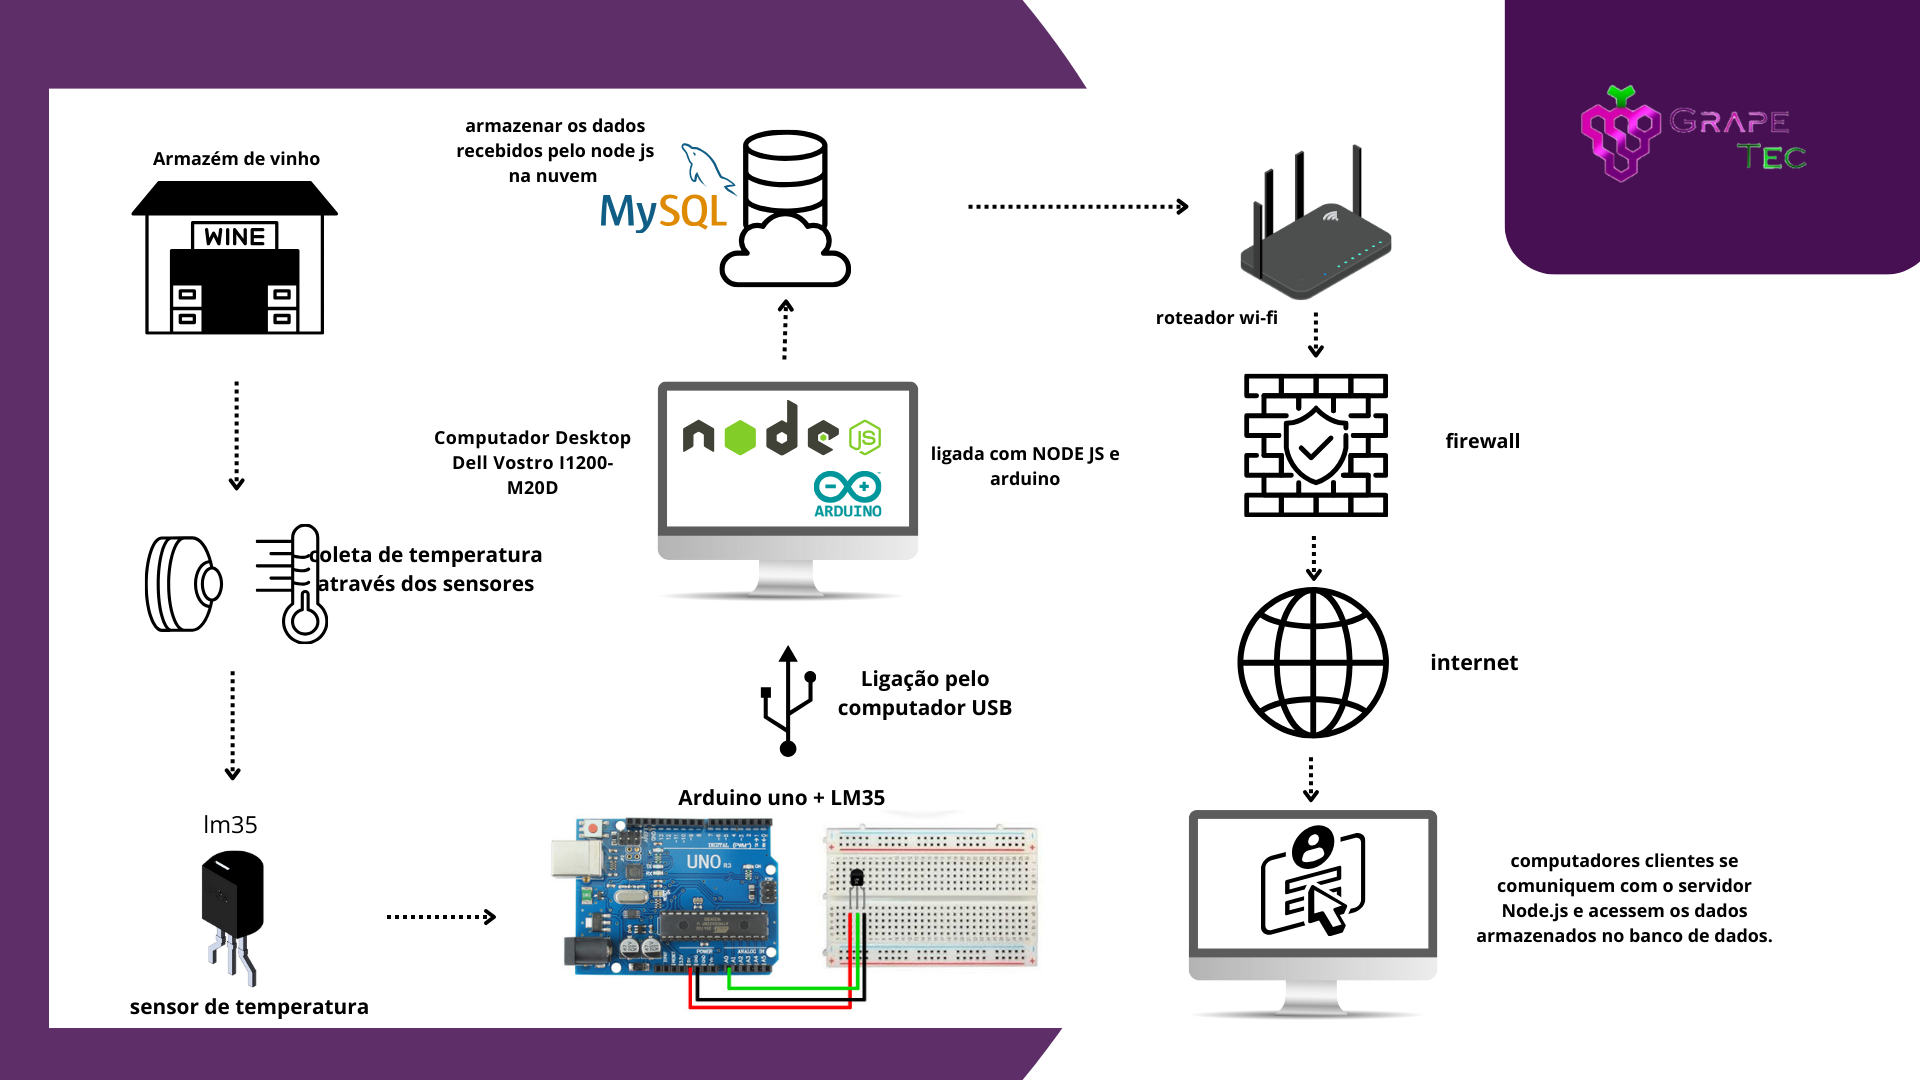 GRAPE
TEC
Armazém de vinho
WINE
armazenar os dados
recebidos pelo node js
na nuvem
MySQL
roteador wi-fi
Computador Desktop
Dell Vostro I1200-
M20D
node
JS
ARDUINO
ligada com NODE JS e
arduino
firewall
coleta de temperatura
através dos sensores
internet
Ligação pelo
computador USB
Arduino uno + LM35
UNO
lm35
sensor de temperatura
computadores clientes se
comuniquem com o servidor
Node.js e acessem os dados
armazenados no banco de dados.